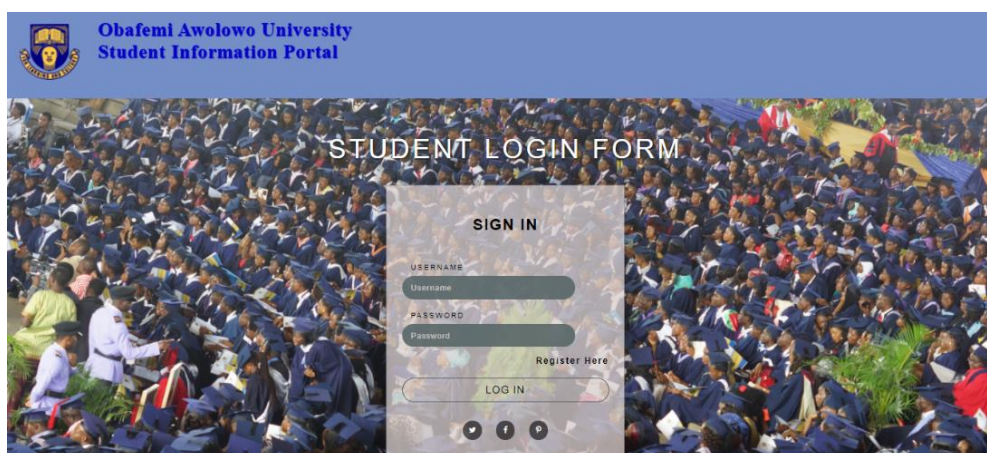 Obafemi Awolowo University
Student Information Portal
STUDENT LOGIN FORM
SIGN IN
USERNAME
Username
PASSWORD
Password
Register Here
LOG IN